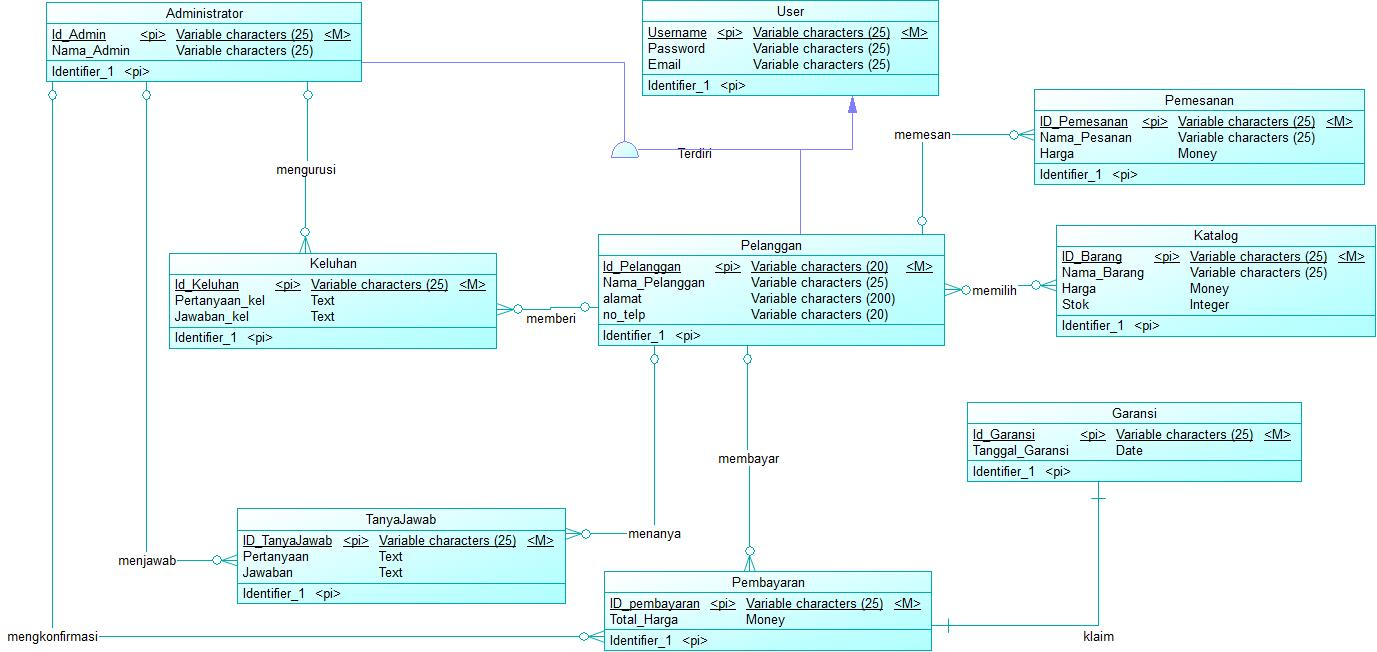 Administrator
Id_Admin <pi> Variable characters (25) <M>
Nama_Admin Variable characters (25)
Identifier_1 <pi>
User
Username <pi> Variable characters (25) <M>
Password Variable characters (25)
Email Variable characters (25)
Identifier_1 <pi>
Pemesanan
ID_Pemesanan <pi> Variable characters (25) <M>
Nama_Pesanan Variable characters (25)
Harga Money
Identifier_1 <pi>
memesan
Terdiri
mengurusi
Keluhan
Id_Keluhan <pi> Variable characters (25) <M>
Pertanyaan_kel Text
Jawaban_kel Text
Identifier_1 <pi>
memberi
Pelanggan
Id_Pelanggan <pi> Variable characters (20) <M>
Nama_Pelanggan Variable characters (25)
alamat Variable characters (200)
no_telp Variable characters (20)
Identifier_1 <pi>
memilih
Katalog
ID_Barang <pi> Variable characters (25) <M>
Nama_Barang Variable characters (25)
Harga Money
Stok Integer
Identifier_1 <pi>
Garansi
Id_Garansi <pi> Variable characters (25) <M>
Tanggal_Garansi Date
Identifier_1 <pi>
membayar
menanya
TanyaJawab
ID_TanyaJawab <pi> Variable characters (25) <M>
Pertanyaan Text
Jawaban Text
Identifier_1 <pi>
menjawab
Pembayaran
ID_pembayaran <pi> Variable characters (25) <M>
Total_Harga Money
Identifier_1 <pi>
mengkonfirmasi
klaim